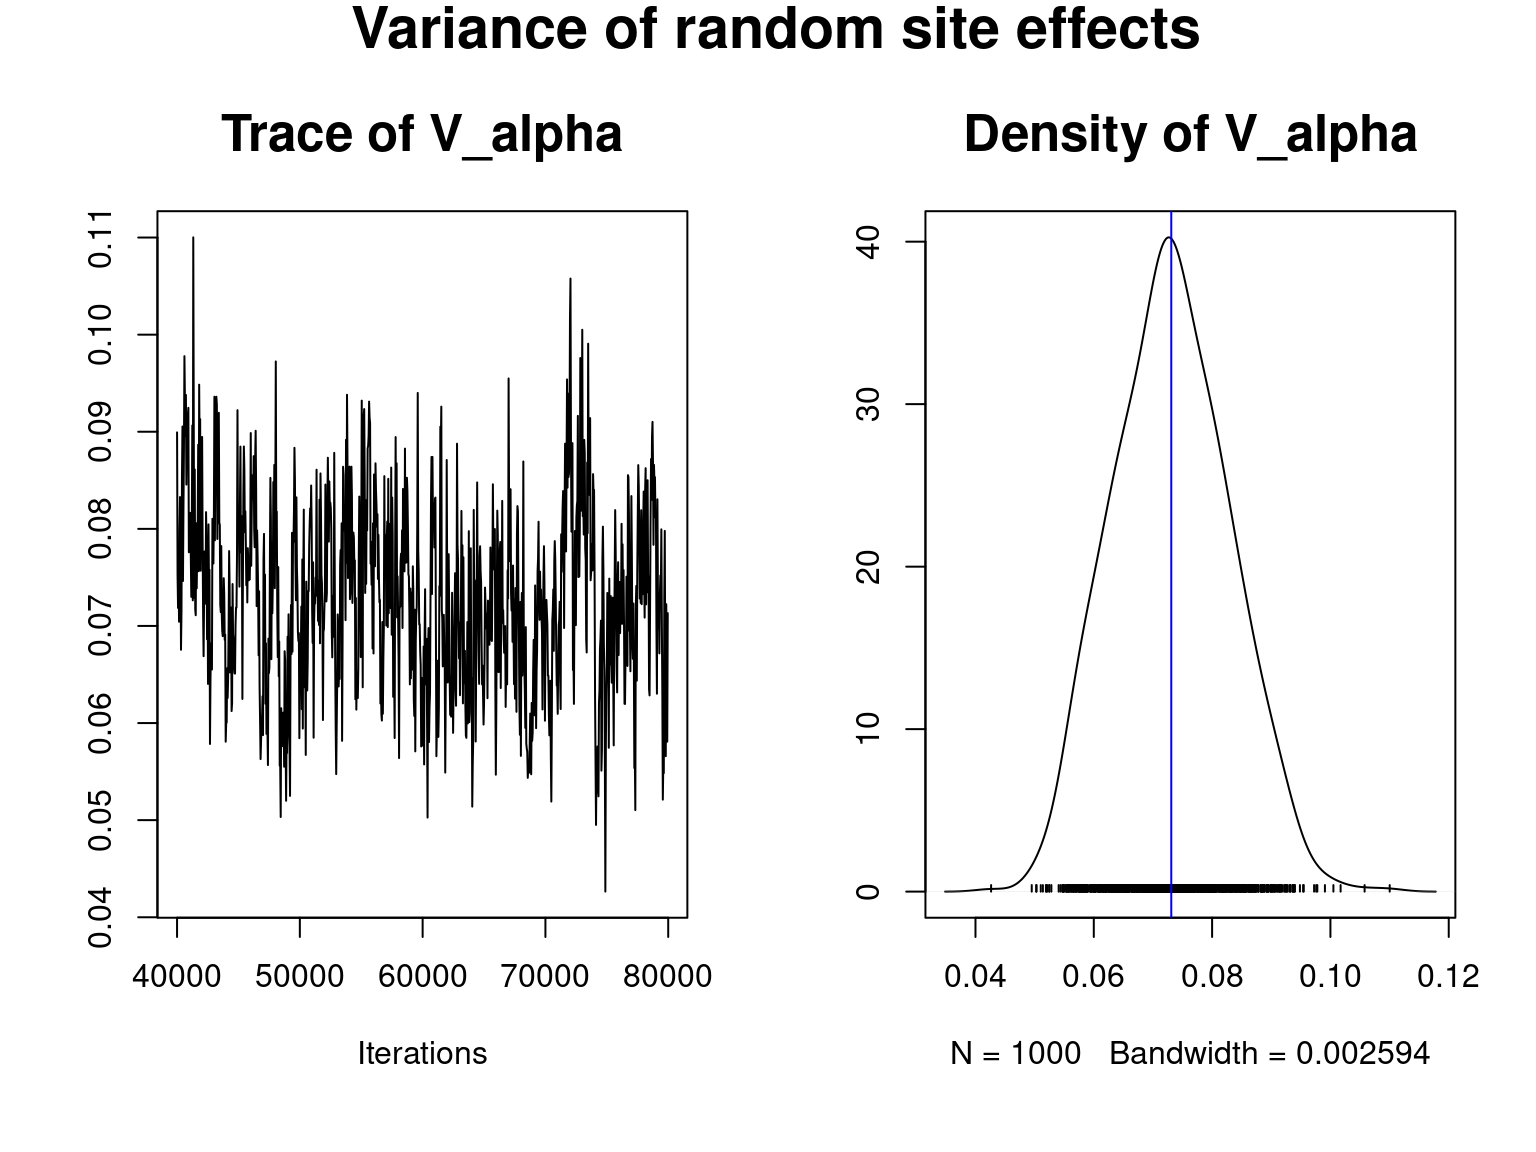 Variance of random site effects
Trace of V_alpha
0.11
0.10
0.09
0.08
0.07
0.06
0.05
0.04
40000 50000 60000 70000 80000
Iterations
Density of V_alpha
40
30
20
10
0
0.04 0.06 0.08 0.10 0.12
N = 1000 Bandwidth = 0.002594